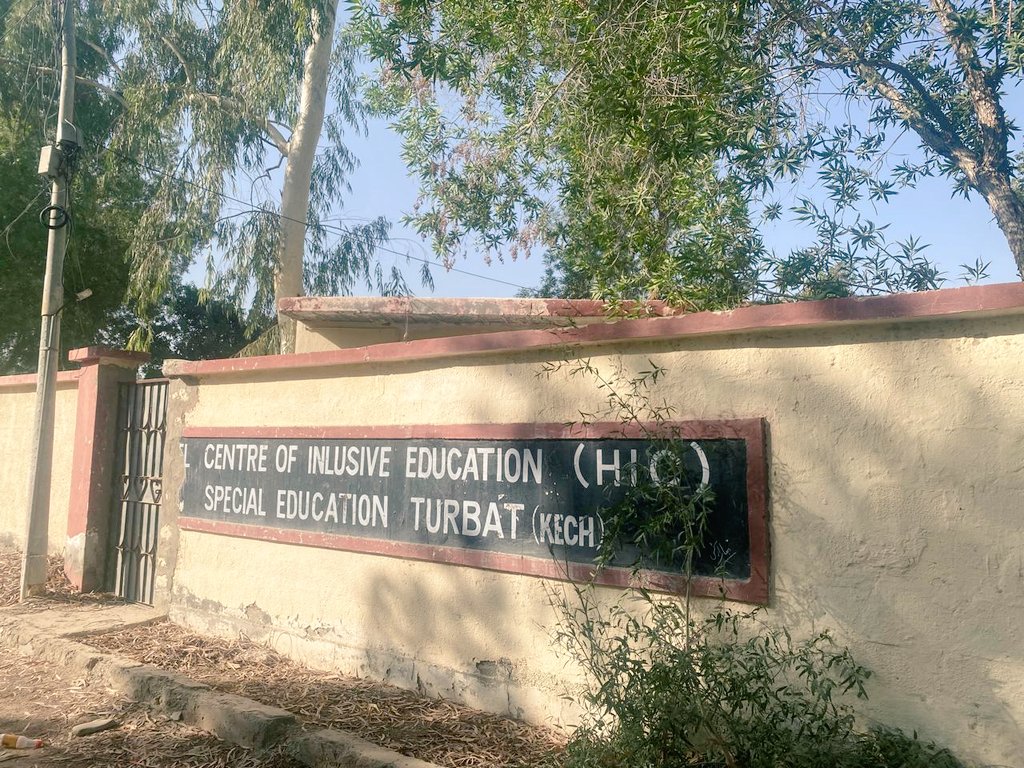 L CENTRE OF INLUSIVE EDUCATION (HIC)
SPECIAL EDUCATION TURBAT (KECH)